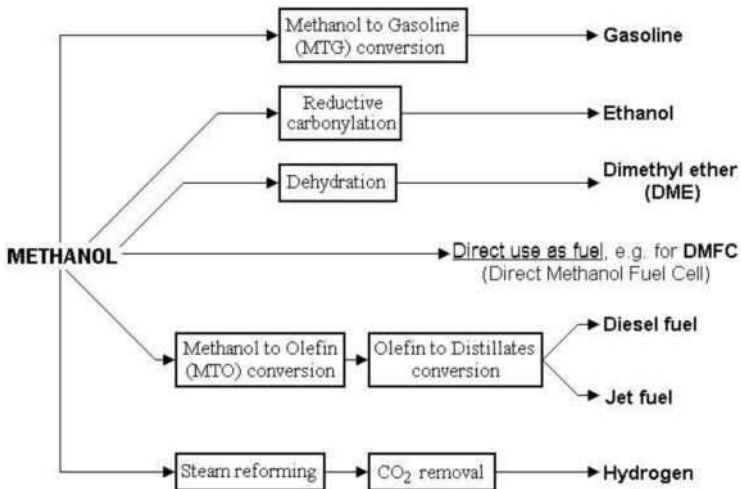 Methanol to Gasoline
(MTG) conversion
Gasoline
Reductive
carbonylation
Ethanol
Dehydration
Dimethyl ether
(DME)
METHANOL
Direct use as fuel, e.g. for DMFC
(Direct Methanol Fuel Cell)
Methanol to Olefin
(MTO) conversion
Olefin to Distillates
conversion
Diesel fuel
Jet fuel
Steam reforming
CO₂ removal
Hydrogen